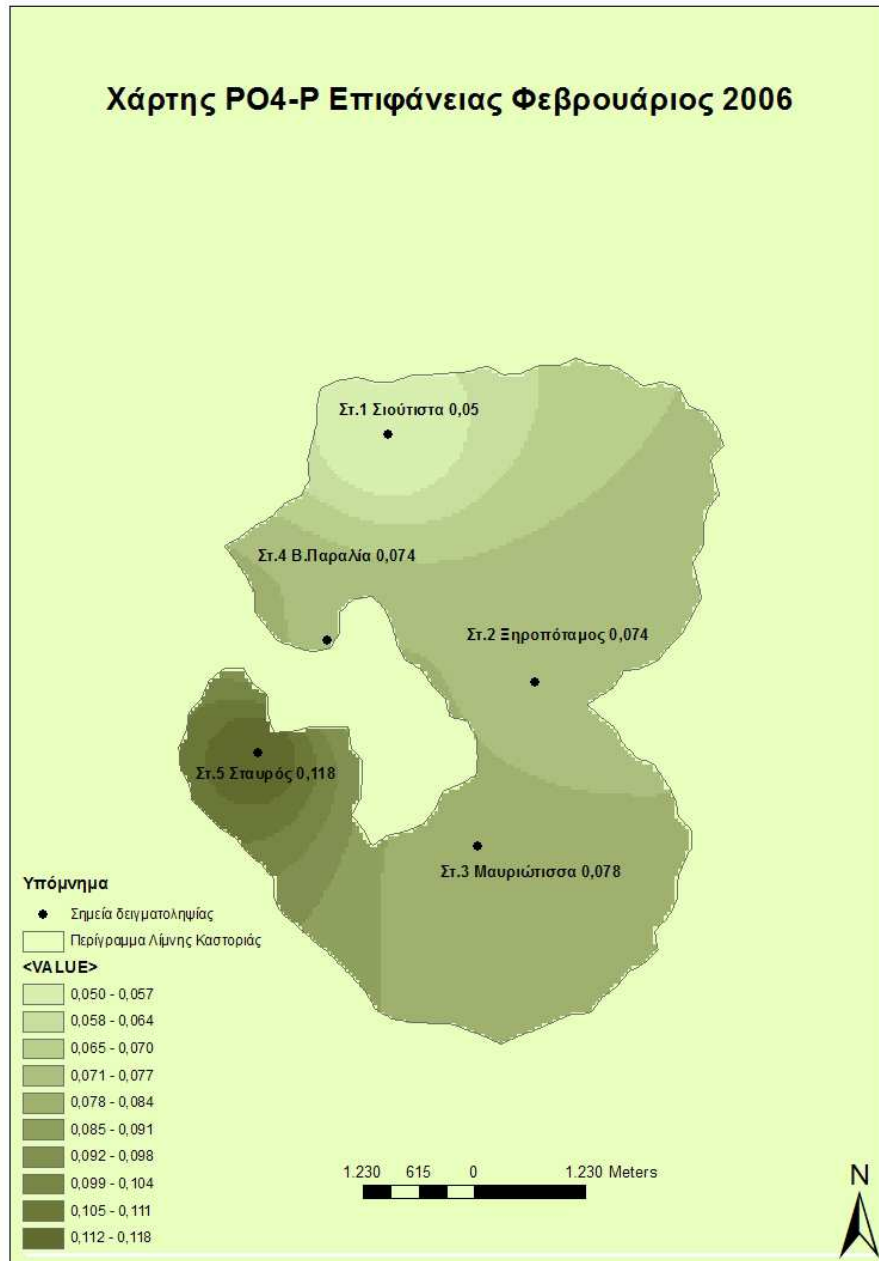 Χάρτης PO4-P Επιφάνειας Φεβρουάριος 2006
Στ.1 Σιούτιστα 0,05
Στ.4 Β.Παραλία 0,074
Στ.2 Ξηροπόταμος 0,074
Στ.5 Σταυρός 0,118
Στ.3 Μαυριώτισσα 0,078
Υπόμνημα
Σημεία δειγματοληψίας
Περίγραμμα Λίμνης Καστοριάς
<VALUE>
0,050 - 0,057
0,058 - 0,064
0,065 - 0,070
0,071 - 0,077
0,078 - 0,084
0,085 - 0,091
0,092 - 0,098
0,099 - 0,104
0,105 - 0,111
0,112 - 0,118
1.230 615 0 1.230 Meters
N